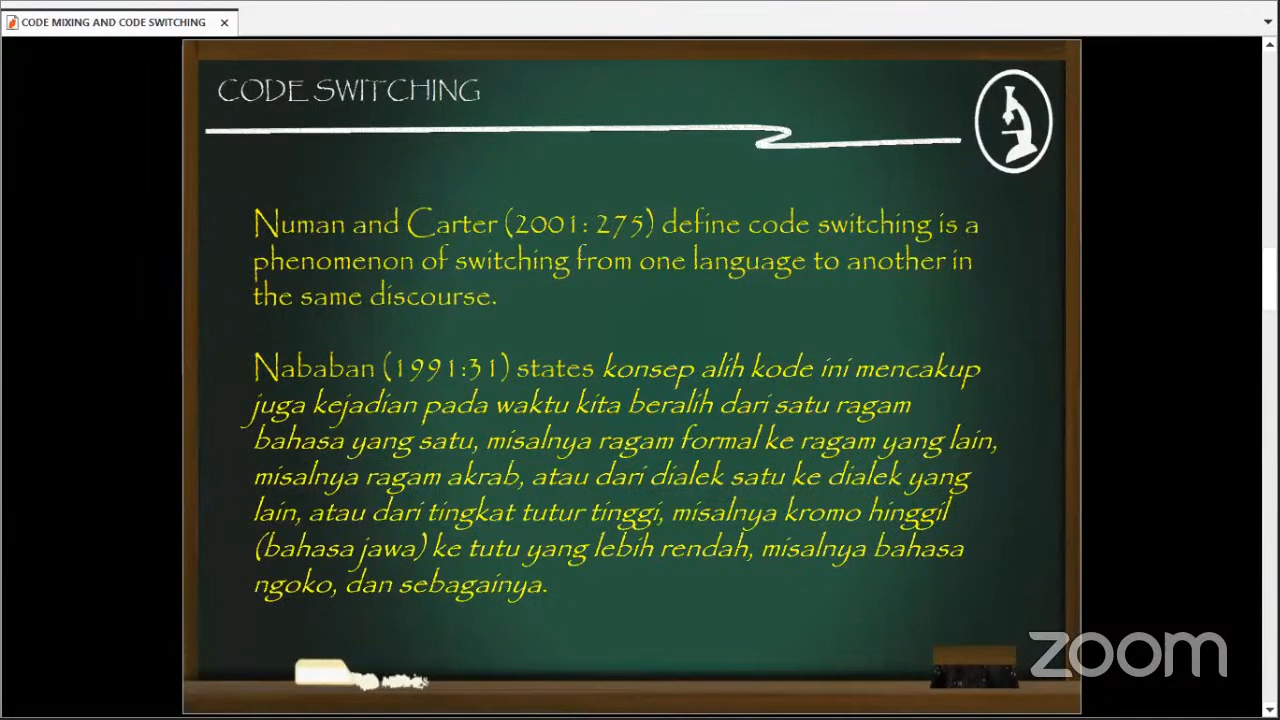 CODE MIXING AND CODE SWITCHING
CODE SWITCHING
Numan and Carter (2001: 275) define code switching is a
phenomenon of switching from one language to another in
the same discourse.
Nababan (1991:31) states konsep alih kode ini mencakup
juga kejadian pada waktu kita beralih dari satu ragam
bahasa yang satu, misalnya ragam formal ke ragam yang lain,
misalnya ragam akrab, atau dari dialek satu ke dialek yang
lain, atau dari tingkat tutur tinggi, misalnya kromo hinggil
(bahasa jawa) ke tutu yang lebih rendah, misalnya bahasa
ngoko, dan sebagainya.
zoom